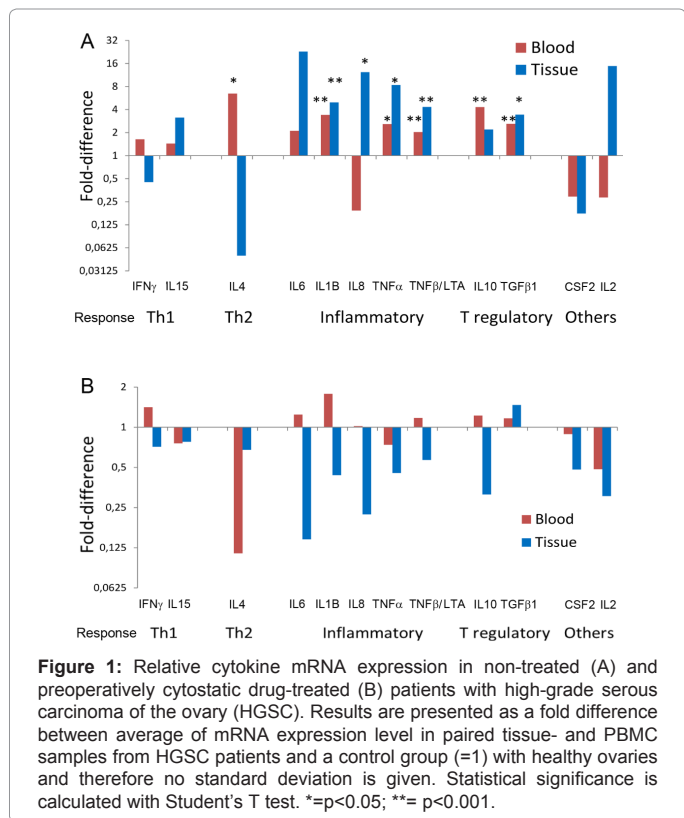 A
Fold-difference
32
16
8
4
2
1
0,5
0,25
0,125
0,0625
0,03125
Blood
Tissue
* ** ** * * * ** ** ** ** *
IFNγ IL15 IL4 IL6 IL1B IL8 TNFα TNFβ/LTA IL10 TGFβ1 CSF2 IL2
Response Th1 Th2 Inflammatory T regulatory Others
B
Fold-difference
2
1
0,5
0,25
0,125
0,0625
Blood
Tissue
IFNγ IL15 IL4 IL6 IL1B IL8 TNFα TNFβ/LTA IL10 TGFβ1 CSF2 IL2
Response Th1 Th2 Inflammatory T regulatory Others
Figure 1: Relative cytokine mRNA expression in non-treated (A) and
preoperatively cytostatic drug-treated (B) patients with high-grade serous
carcinoma of the ovary (HGSC). Results are presented as a fold difference
between average of mRNA expression level in paired tissue- and PBMC
samples from HGSC patients and a control group (=1) with healthy ovaries
and therefore no standard deviation is given. Statistical significance is
calculated with Student’s T test. *=p<0.05; **= p<0.001.